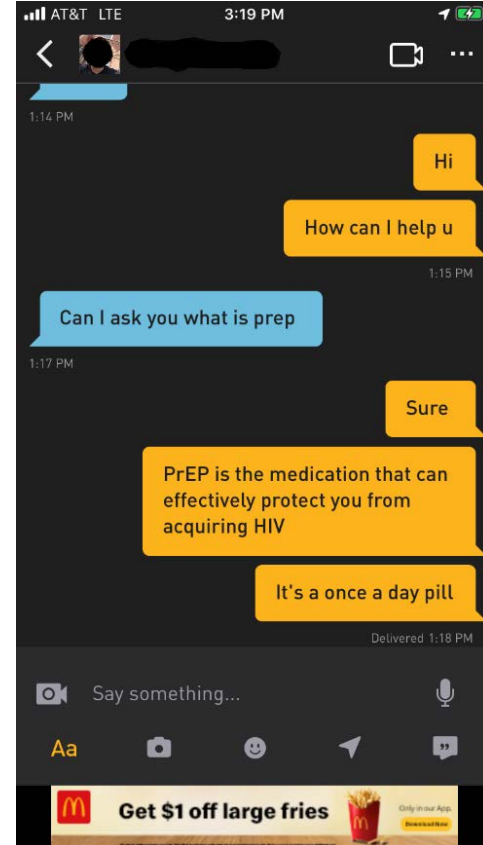 AT&T LTE 3:19 PM
1:14 PM
Hi
How can I help u
1:15 PM
Can I ask you what is prep
1:17 PM
Sure
PrEP is the medication that can
effectively protect you from
acquiring HIV
It's a once a day pill
Delivered 1:18 PM
Say something...
Aa
Get $1 off large fries
Only in our App.
Download Now